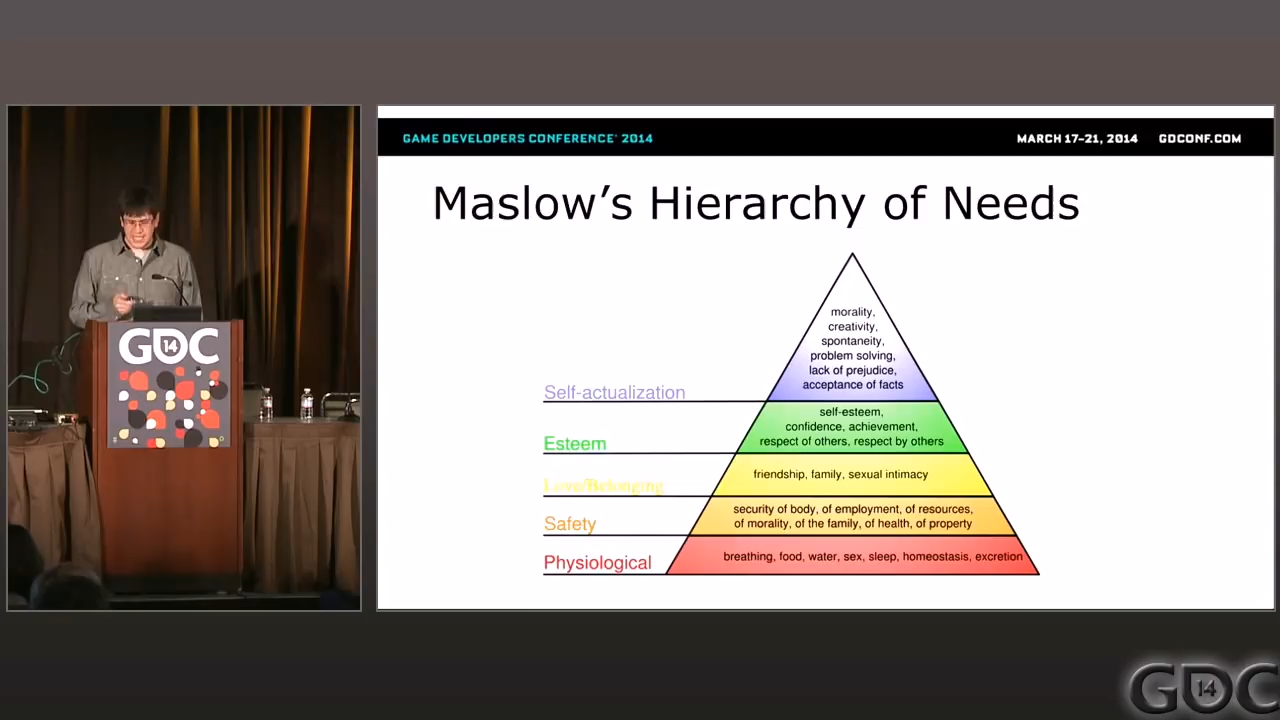 GAME DEVELOPERS CONFERENCE® 2014
MARCH 17-21, 2014 GDCONF.COM
Maslow's Hierarchy of Needs
morality,
creativity,
spontaneity,
problem solving,
lack of prejudice,
acceptance of facts
Self-actualization
self-esteem,
confidence, achievement,
respect of others, respect by others
Esteem
friendship, family, sexual intimacy
Love/Belonging
security of body, of employment, of resources,
of morality, of the family, of health, of property
Safety
breathing, food, water, sex, sleep, homeostasis, excretion
Physiological
GDC
14
GDC
14